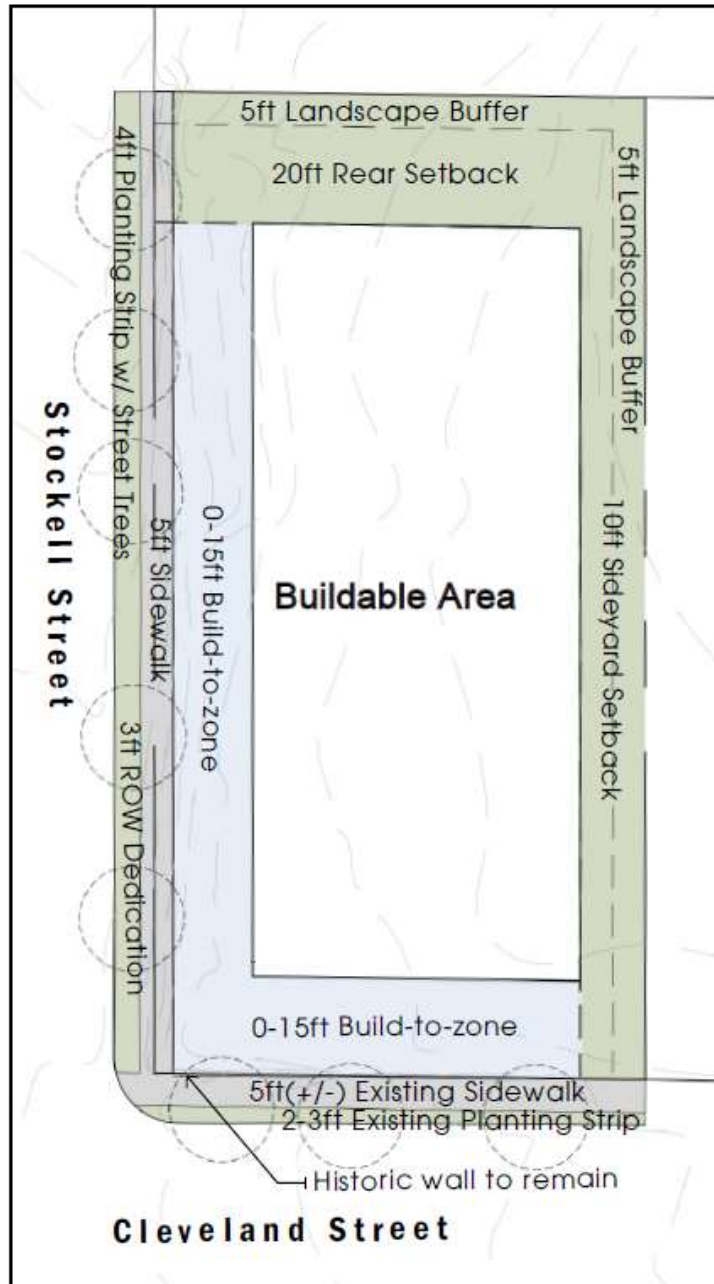 5ft Landscape Buffer
20ft Rear Setback
4ft Planting Strip w/ Street Trees
5ft Landscape Buffer
Stockell Street
5ft Sidewalk
0-15ft Build-to-zone
Buildable Area
10ft Sideyard Setback
3ft ROW Dedication
0-15ft Build-to-zone
5ft(+/-) Existing Sidewalk
2-3ft Existing Planting Strip
Historic wall to remain
Cleveland Street